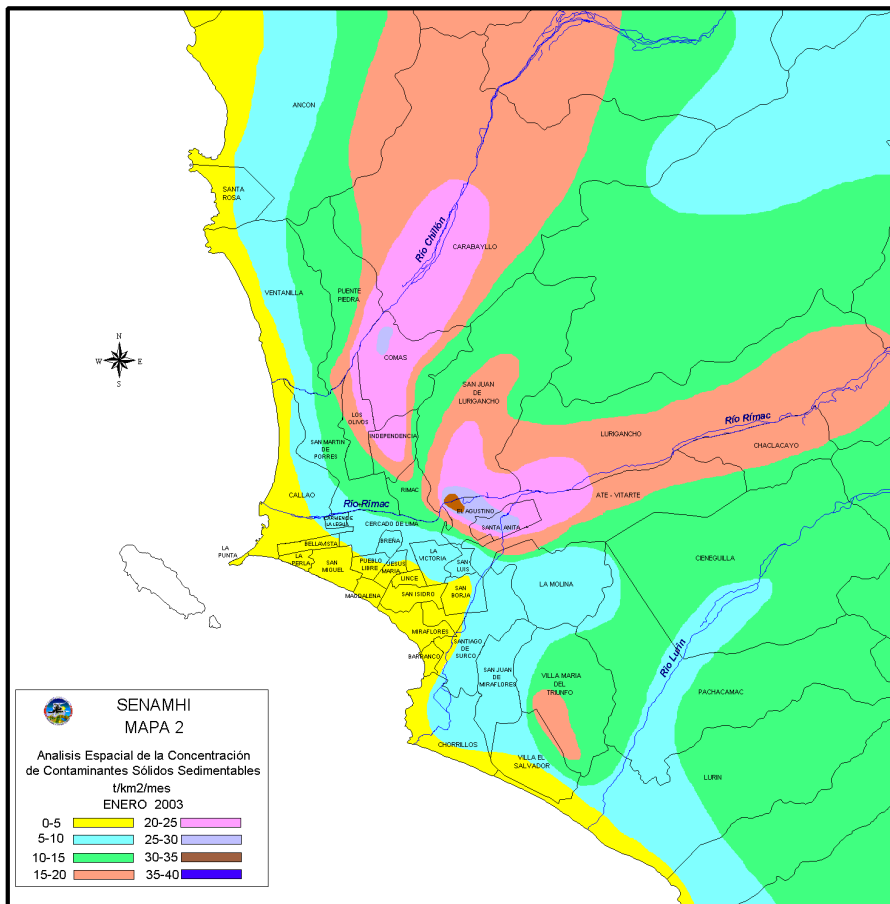 ANCON
SANTA
ROSA
Río Chillón
CARABAYLLO
VENTANILLA
PUENTE
PIEDRA
N
W E
S
COMAS
SAN JUAN
DE
LURIGANCHO
LOS
OLIVOS
INDEPENDENCIA
SAN MARTIN
DE
PORRES
LURIGANCHO
Río Rímac
CHACLACAYO
RIMAC
CALLAO
Río-Rimac
ATE - VITARTE
EL AGUSTINO
SANTA ANITA
CARMEN DE
LA LEGUA
CERCADO DE LIMA
LA
PUNTA
BELLAVISTA
BREÑA
LA
VICTORIA
SAN
LUIS
LA
PERLA
SAN
MIGUEL
PUEBLO
LIBRE
JESUS
MARIA
LINCE
CIENEGUILLA
LA MOLINA
MAGDALENA
SAN ISIDRO
SAN
BORJA
MIRAFLORES
BARRANCO
SANTIAGO
DE
SURCO
SAN JUAN
DE
MIRAFLORES
VILLA MARIA
DEL
TRIUNFO
Rio Lurín
PACHACAMAC
CHORRILLOS
VILLA EL
SALVADOR
LURIN
SENAMHI
MAPA 2
Analisis Espacial de la Concentración
de Contaminantes Sólidos Sedimentables
t/km2/mes
ENERO 2003
0-5 20-25
5-10 25-30
10-15 30-35
15-20 35-40